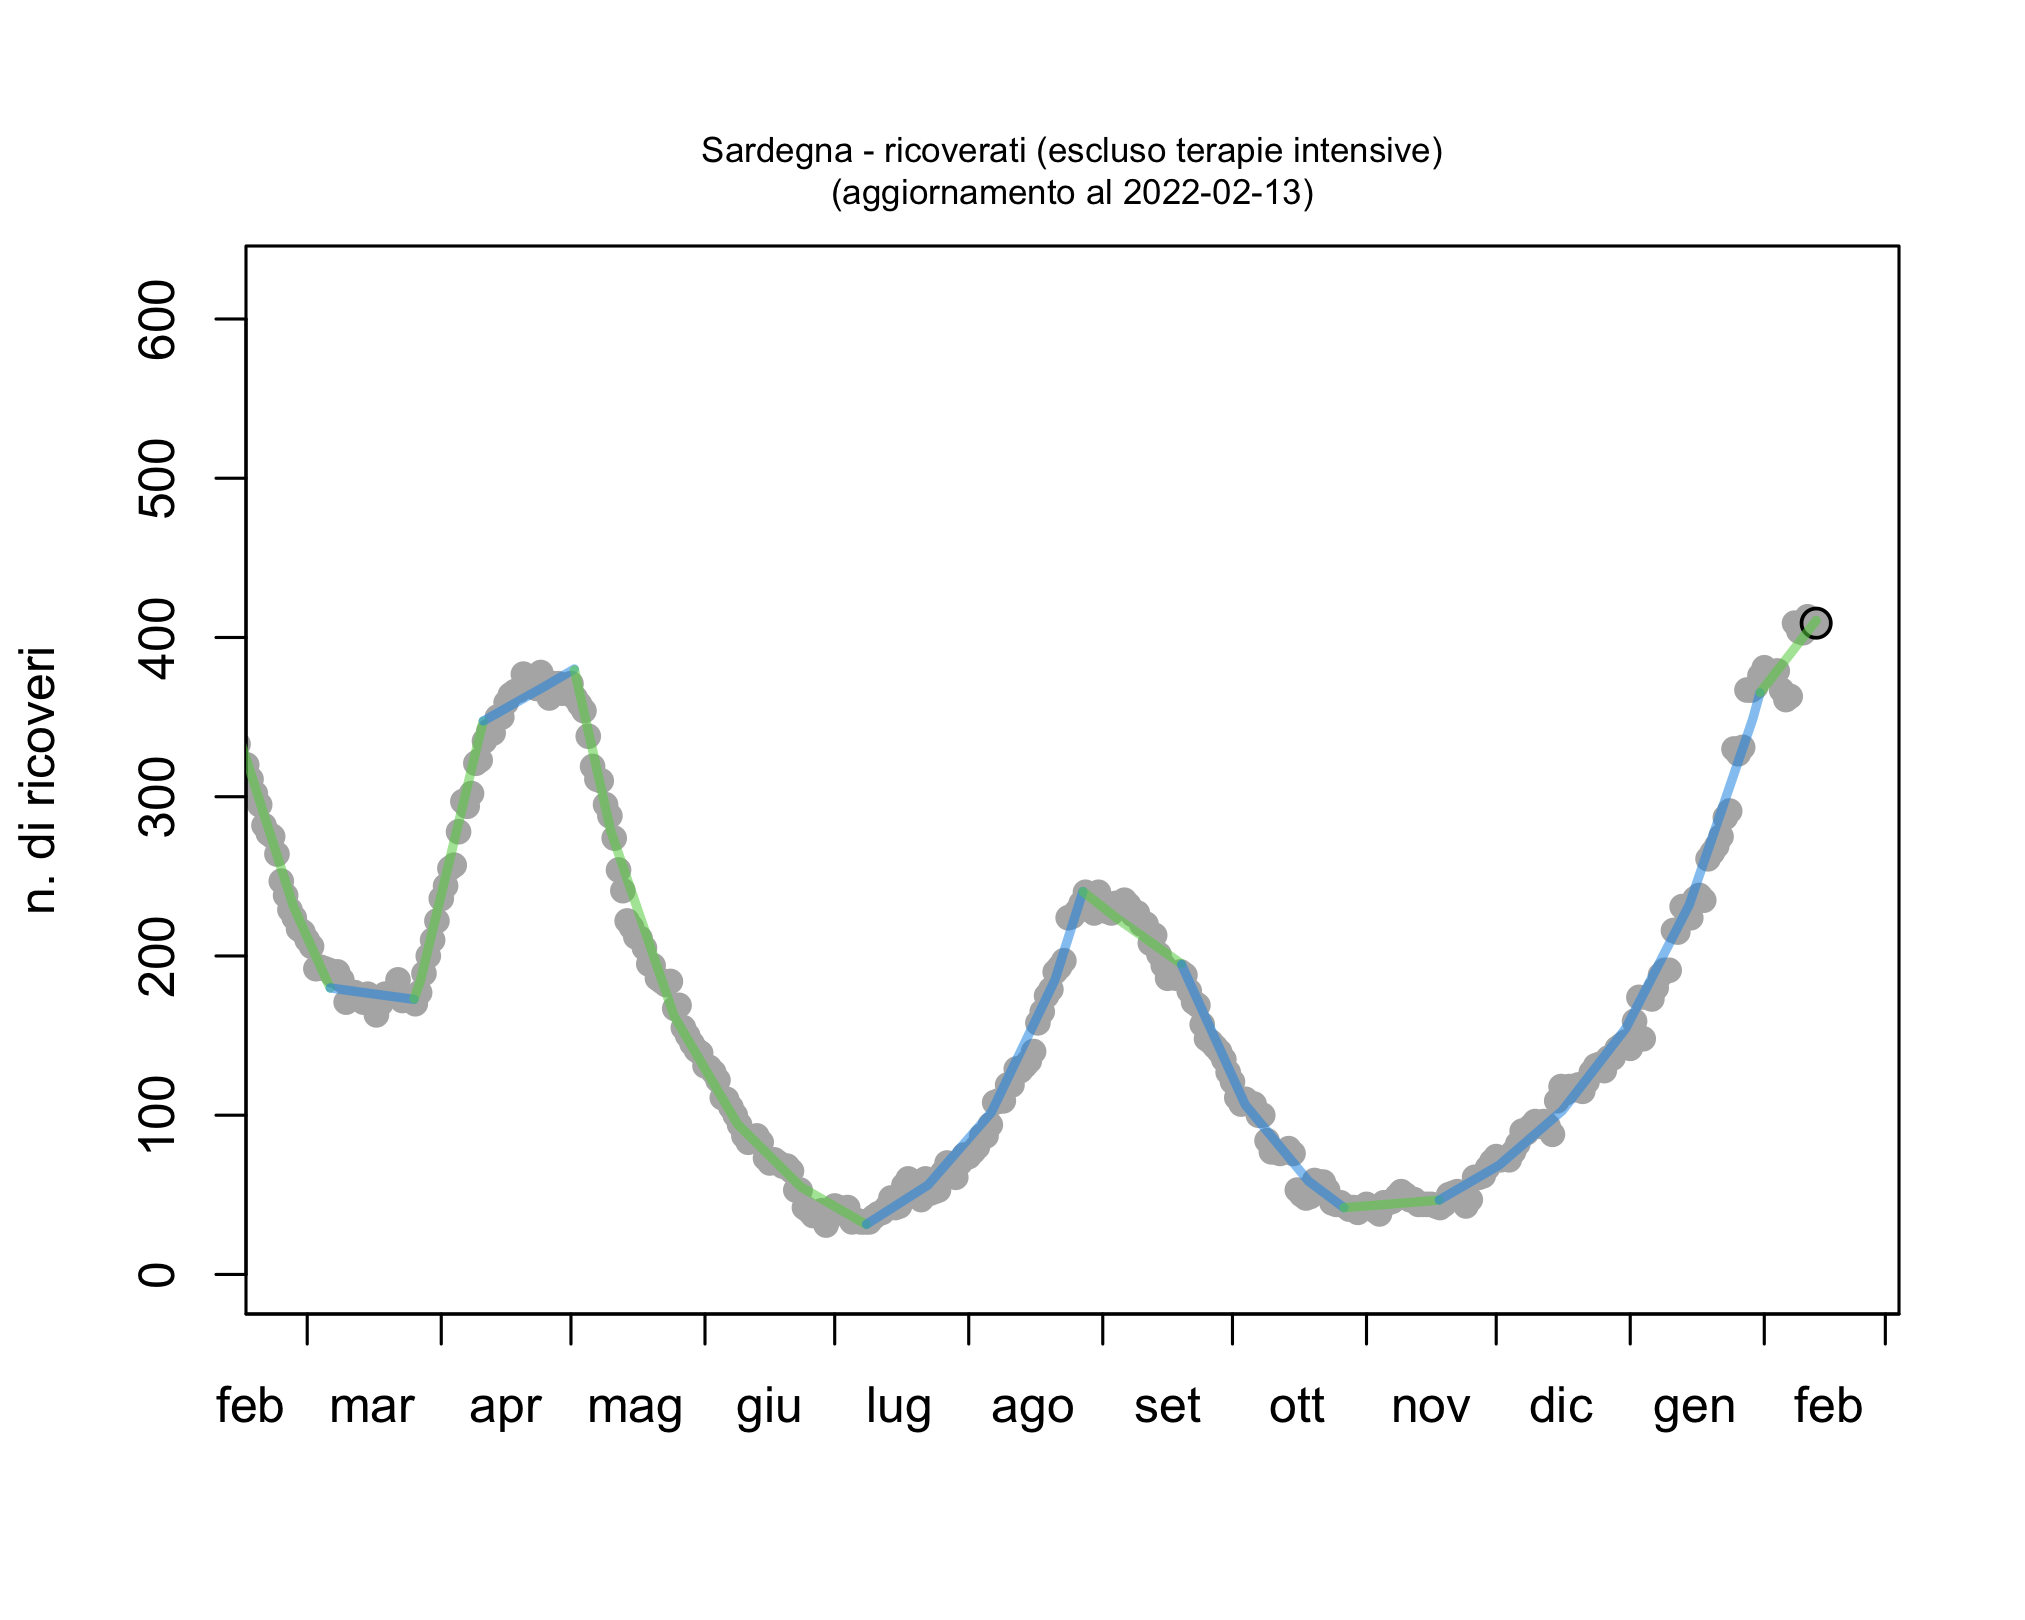 Sardegna - ricoverati (escluso terapie intensive)
(aggiornamento al 2022-02-13)
n. di ricoveri
600
500
400
300
200
100
0
feb mar apr mag giu lug ago set ott nov dic gen feb